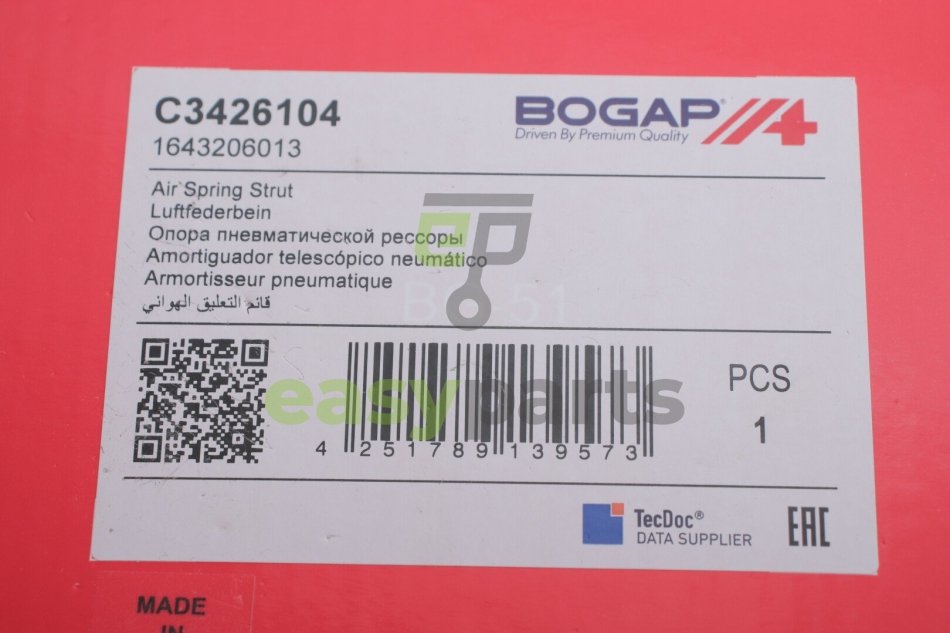 C3426104
1643206013
BOGAP
Driven By Premium Quality
Air Spring Strut
Luftfederbein
Опора пневматической рессоры
Amortiguador telescópico neumático
Armortisseur pneumatique
قائم التعليق الهوائي
ep
easyparts
4 251789 139573
PCS
1
TecDoc®
DATA SUPPLIER
EAC
MADE
IN